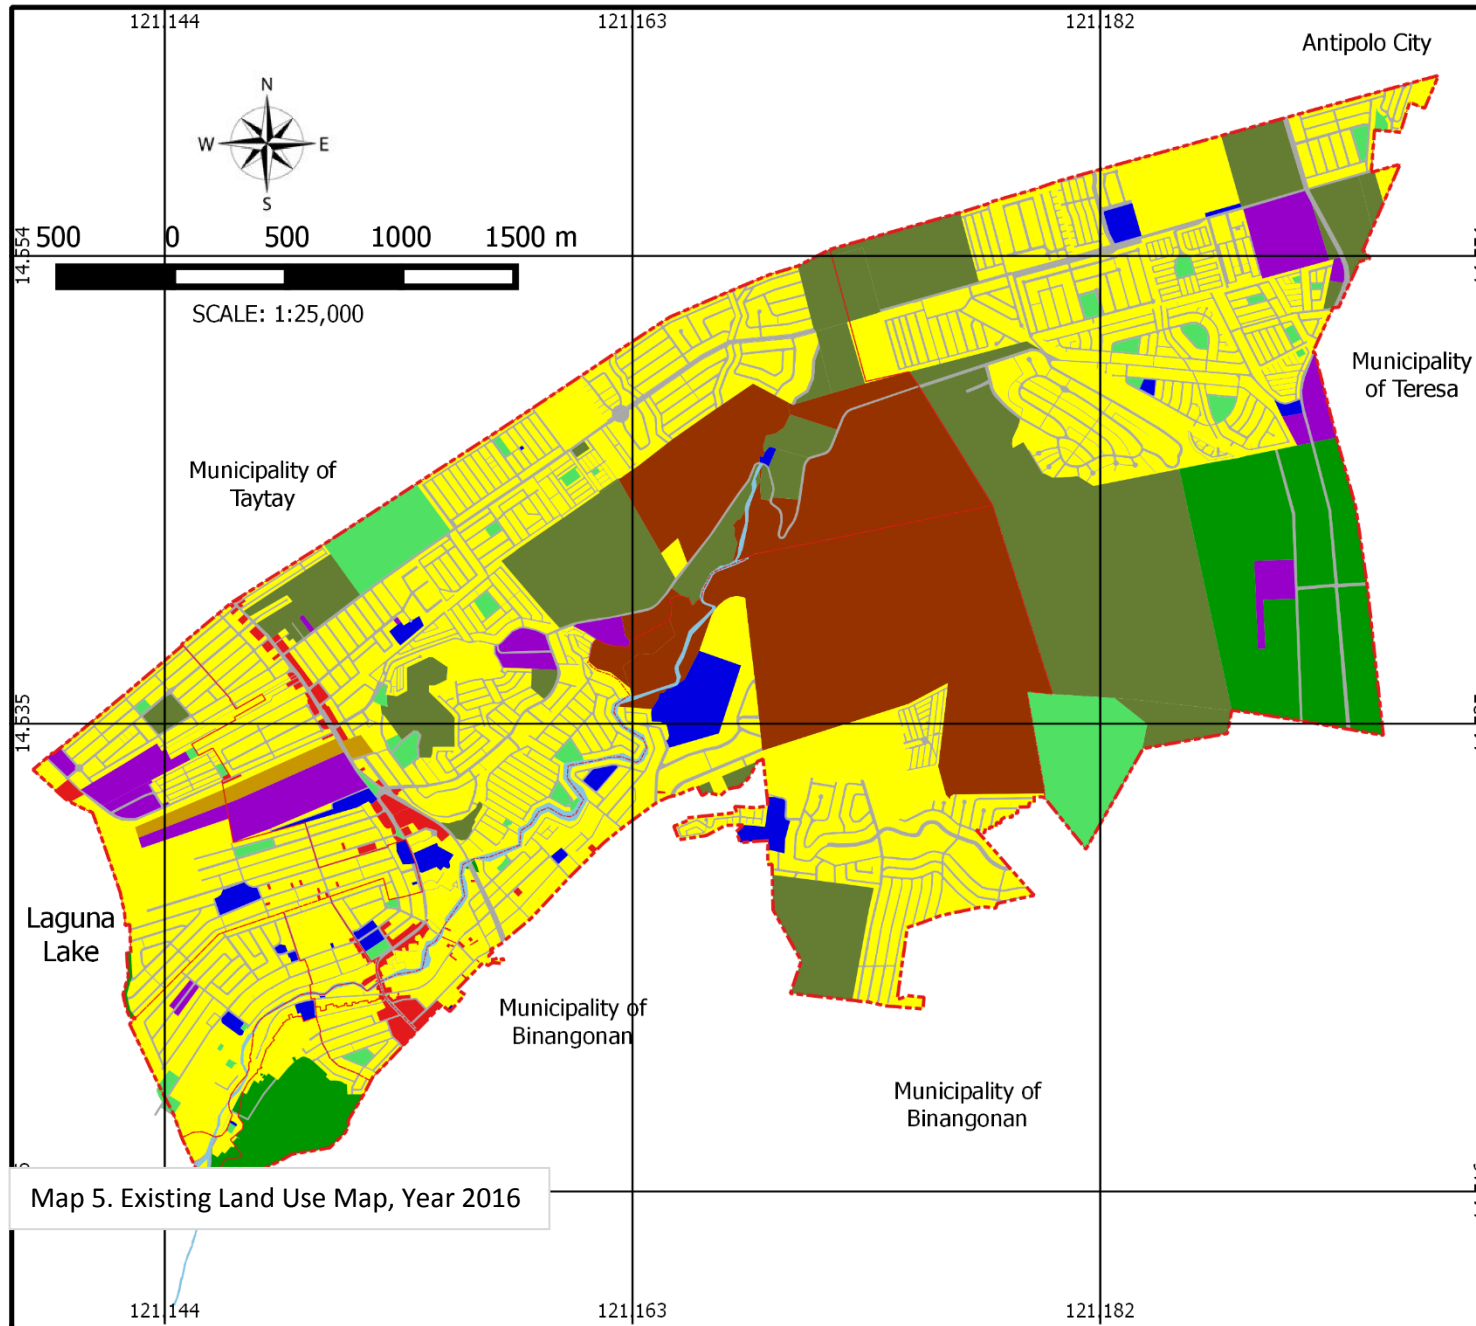 121.144
121.163
121.182
Antipolo City
N
W
E
S
500
0
500
1000
1500 m
14.554
SCALE: 1:25,000
Municipality
of Teresa
Municipality of
Taytay
14.535
Laguna
Lake
Municipality of
Binangonan
Municipality of
Binangonan
Map 5. Existing Land Use Map, Year 2016
121.144
121.163
121.182